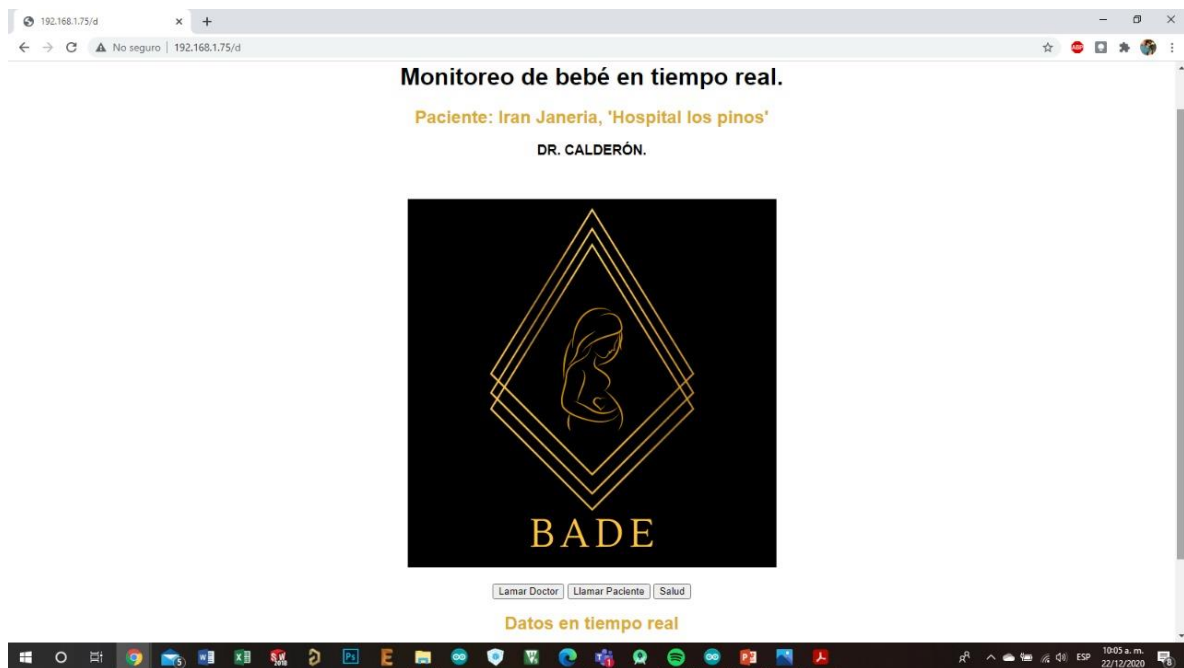 192.168.1.75/d
No seguro | 192.168.1.75/d
ABP
Monitoreo de bebé en tiempo real.
Paciente: Iran Janeria, 'Hospital los pinos'
DR. CALDERÓN.
BADE
Lamar Doctor Llamar Paciente Salud
Datos en tiempo real
ESP
10:05 a. m.
22/12/2020